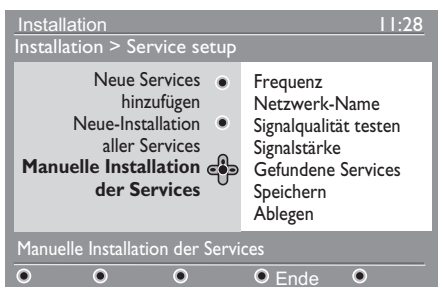 Installation 11:28
Installation > Service setup
Neue Services
hinzufügen
Neue-Installation
aller Services
Manuelle Installation
der Services
Frequenz
Netzwerk-Name
Signalqualität testen
Signalstärke
Gefundene Services
Speichern
Ablegen
Manuelle Installation der Services
Ende